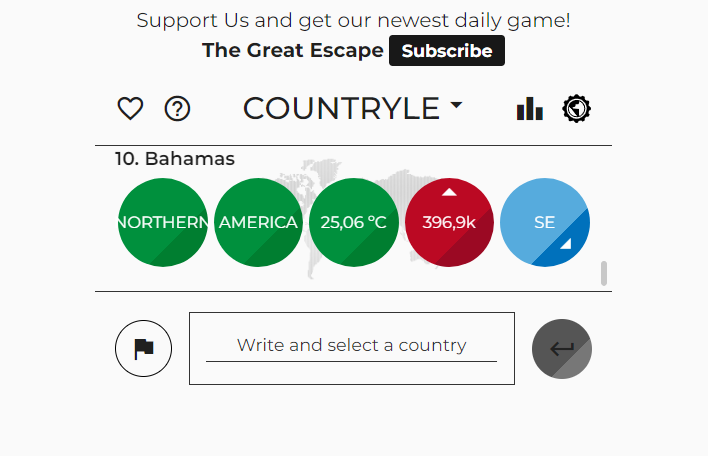 Support Us and get our newest daily game!
The Great Escape Subscribe
COUNTRYLE
10. Bahamas
NORTHERN AMERICA 25,06 ºC 396,9k SE
Write and select a country